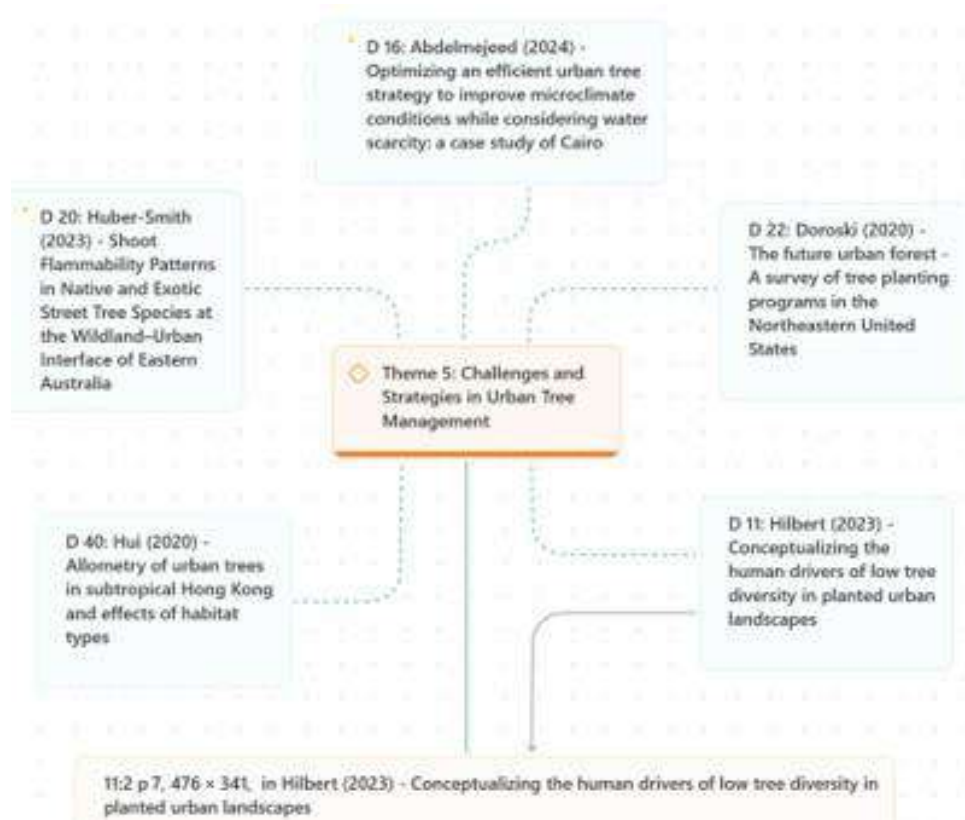 D 16: Abdelmejeed (2024) -
Optimizing an efficient urban tree
strategy to improve microclimate
conditions while considering water
scarcity: a case study of Cairo
D 20: Huber-Smith
(2023) - Shoot
Flammability Patterns
in Native and Exotic
Street Tree Species at
the Wildland–Urban
Interface of Eastern
Australia
D 22: Doroski (2020) -
The future urban forest -
A survey of tree planting
programs in the
Northeastern United
States
Theme 5: Challenges and
Strategies in Urban Tree
Management
D 40: Hui (2020) -
Allometry of urban trees
in subtropical Hong Kong
and effects of habitat
types
D 11: Hilbert (2023) -
Conceptualizing the
human drivers of low tree
diversity in planted urban
landscapes
11:2 p 7, 476 × 341, in Hilbert (2023) - Conceptualizing the human drivers of low tree diversity in
planted urban landscapes